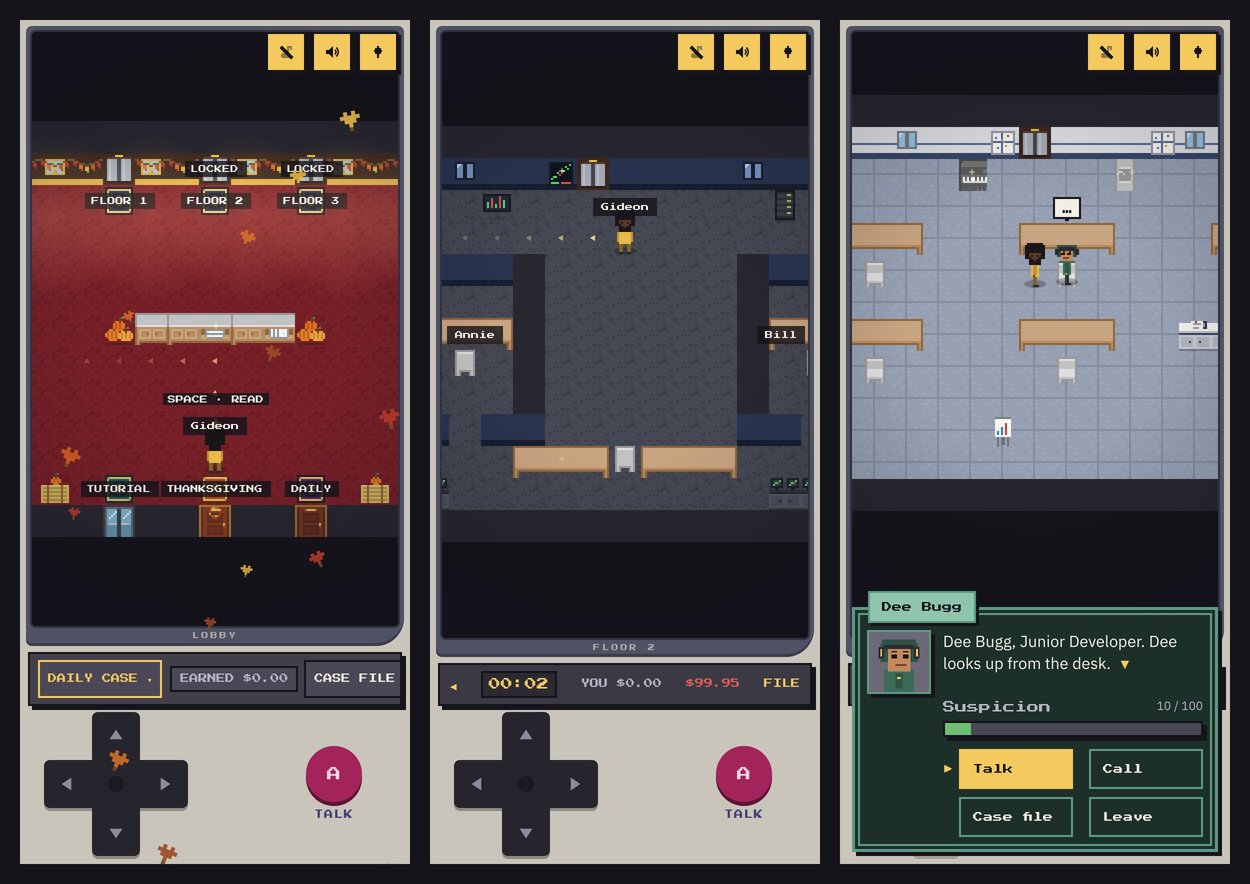 LOCKED LOCKED
FLOOR 1 FLOOR 2 FLOOR 3
SPACE · READ
Gideon
TUTORIAL THANKSGIVING DAILY
LOBBY
DAILY CASE EARNED $0.00 CASE FILE
A
TALK
Gideon
Annie
Bill
FLOOR 2
00:02 YOU $0.00 $99.95 FILE
A
TALK
...
Dee Bugg
Dee Bugg, Junior Developer. Dee
looks up from the desk.
Suspicion 10 / 100
Talk Call
Case file Leave